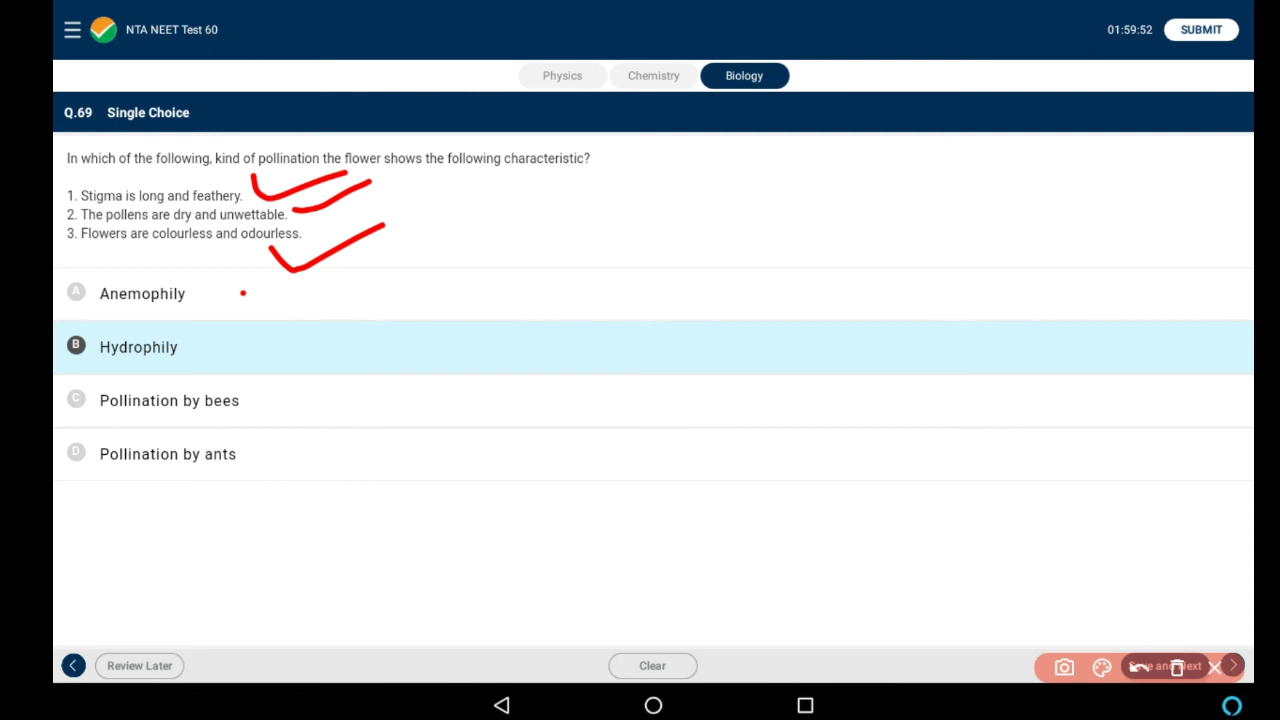 NTA NEET Test 60
01:59:52
SUBMIT
Physics
Chemistry
Biology
Q.69 Single Choice
In which of the following, kind of pollination the flower shows the following characteristic?
1. Stigma is long and feathery.
2. The pollens are dry and unwettable.
3. Flowers are colourless and odourless.
A Anemophily
B Hydrophily
C Pollination by bees
D Pollination by ants
Review Later
Clear
Save and Next